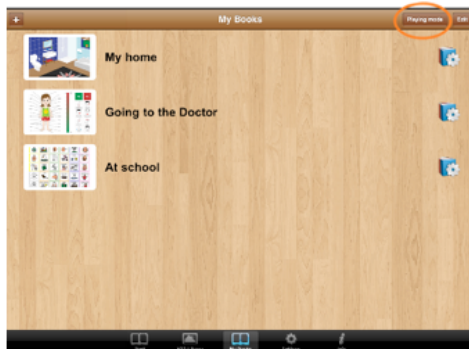 + My Books Playing mode Edit
My home
Going to the Doctor
At school